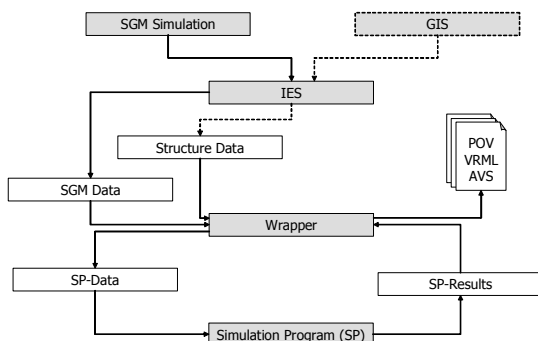 SGM Simulation
GIS
IES
Structure Data
POV
VRML
AVS
SGM Data
Wrapper
SP-Data
SP-Results
Simulation Program (SP)